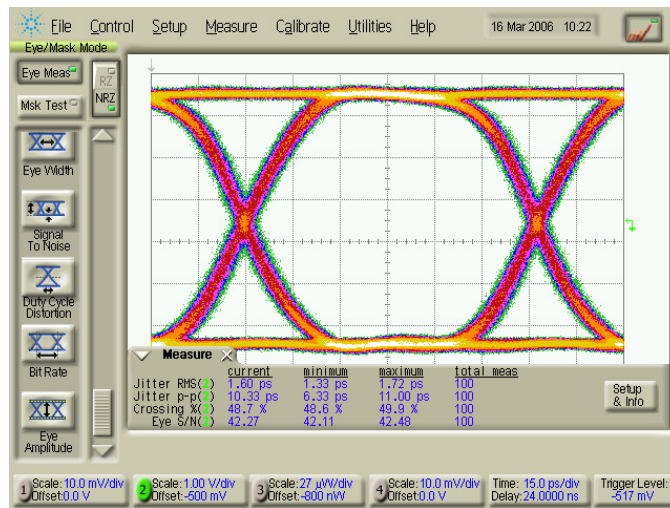 File Control Setup Measure Calibrate Utilities Help 16 Mar 2006 10:22
Eye/Mask Mode
Eye Meas
RZ
NRZ
Msk Test
Eye Width
Signal
To Noise
Duty Cycle
Distortion
Bit Rate
Eye
Amplitude
Measure
current minimum maximum total meas
Jitter RMS(2) 1.60 ps 1.33 ps 1.72 ps 100
Jitter p-p(2) 10.33 ps 6.33 ps 11.00 ps 100
Crossing %(2) 48.7 % 48.6 % 49.9 % 100
Eye S/N(2) 42.27 42.11 42.48 100
Setup
& Info
1 Scale:10.0 mV/div
Offset:0.0 V
2 Scale:1.00 V/div
Offset:-500 mV
3 Scale:27 µW/div
Offset:-800 nW
4 Scale:10.0 mV/div
Offset:0.0 V
Time: 15.0 ps/div
Delay:24.0000 ns
Trigger Level:
-517 mV